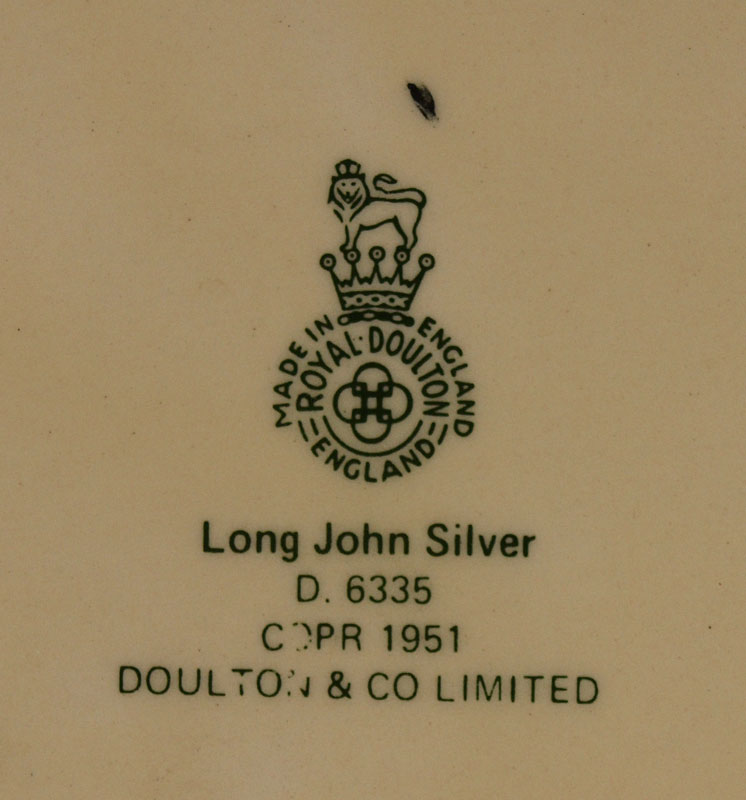 MADE IN ENGLAND
ROYAL·DOULTON
ENGLAND
Long John Silver
D. 6335
COPR 1951
DOULTON & CO LIMITED